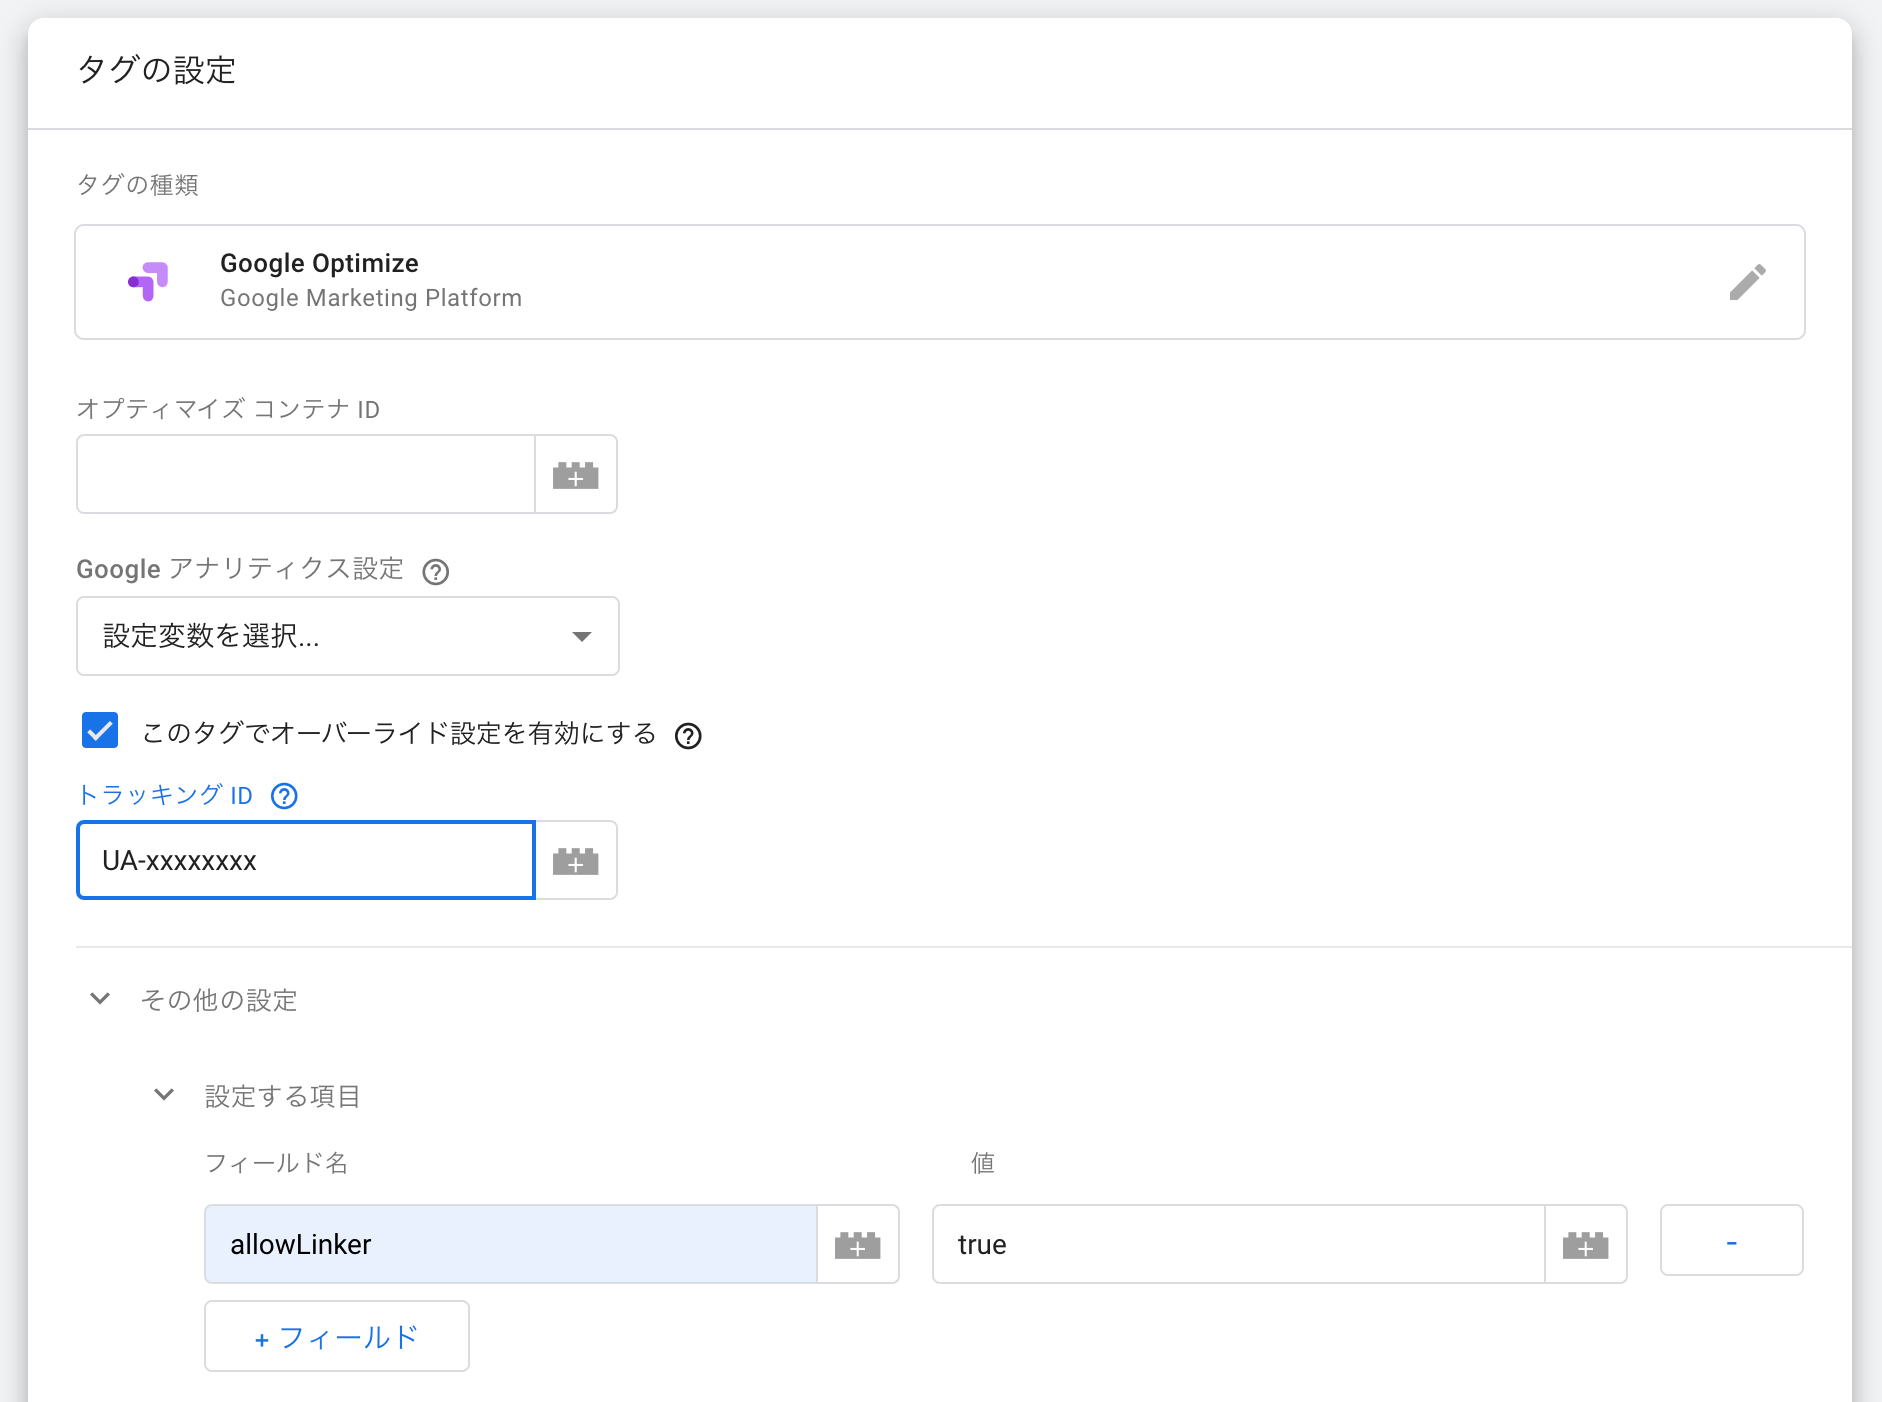 タグの設定
タグの種類
Google Optimize
Google Marketing Platform
オプティマイズ コンテナ ID
Google アナリティクス設定
設定変数を選択...
このタグでオーバーライド設定を有効にする
トラッキング ID
UA-xxxxxxxx
その他の設定
設定する項目
フィールド名 値
allowLinker true -
+ フィールド